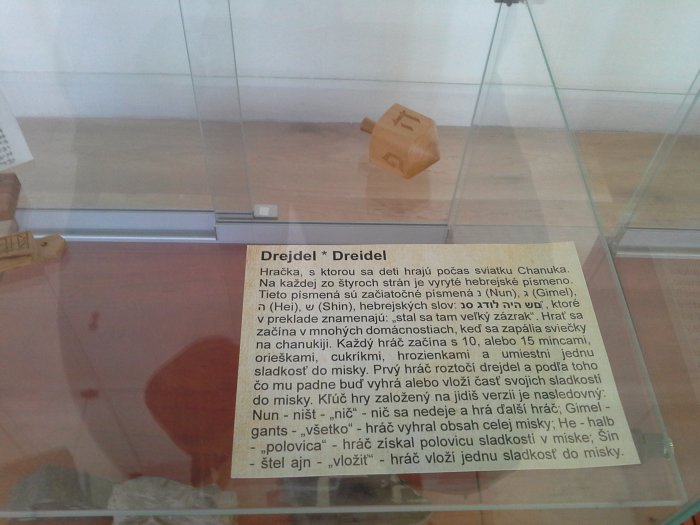 Drejdel * Dreidel
Hračka, s ktorou sa deti hrajú počas sviatku Chanuka.
Na každej zo štyroch strán je vyryté hebrejské písmeno.
Tieto písmená sú začiatočné písmená נ (Nun), ג (Gimel),
ה (Hei), ש (Shin), hebrejských slov: נס גדול היה שם“, ktoré
v preklade znamenajú: „stal sa tam veľký zázrak“. Hrať sa
začína v mnohých domácnostiach, keď sa zapália sviečky
na chanukiji. Každý hráč začína s 10, alebo 15 mincami,
orieškami, cukríkmi, hrozienkami a umiestni jednu
sladkosť do misky. Prvý hráč roztočí drejdel a podľa toho
čo mu padne buď vyhrá alebo vloží časť svojich sladkostí
do misky. Kľúč hry založený na jidiš verzii je nasledovný:
Nun - ništ - „nič“ - nič sa nedeje a hrá ďalší hráč; Gimel -
gants - „všetko“ - hráč vyhral obsah celej misky; He - halb
- „polovica“ - hráč získal polovicu sladkostí v miske; Šin
- štel ajn - „vložiť“ - hráč vloží jednu sladkosť do misky.